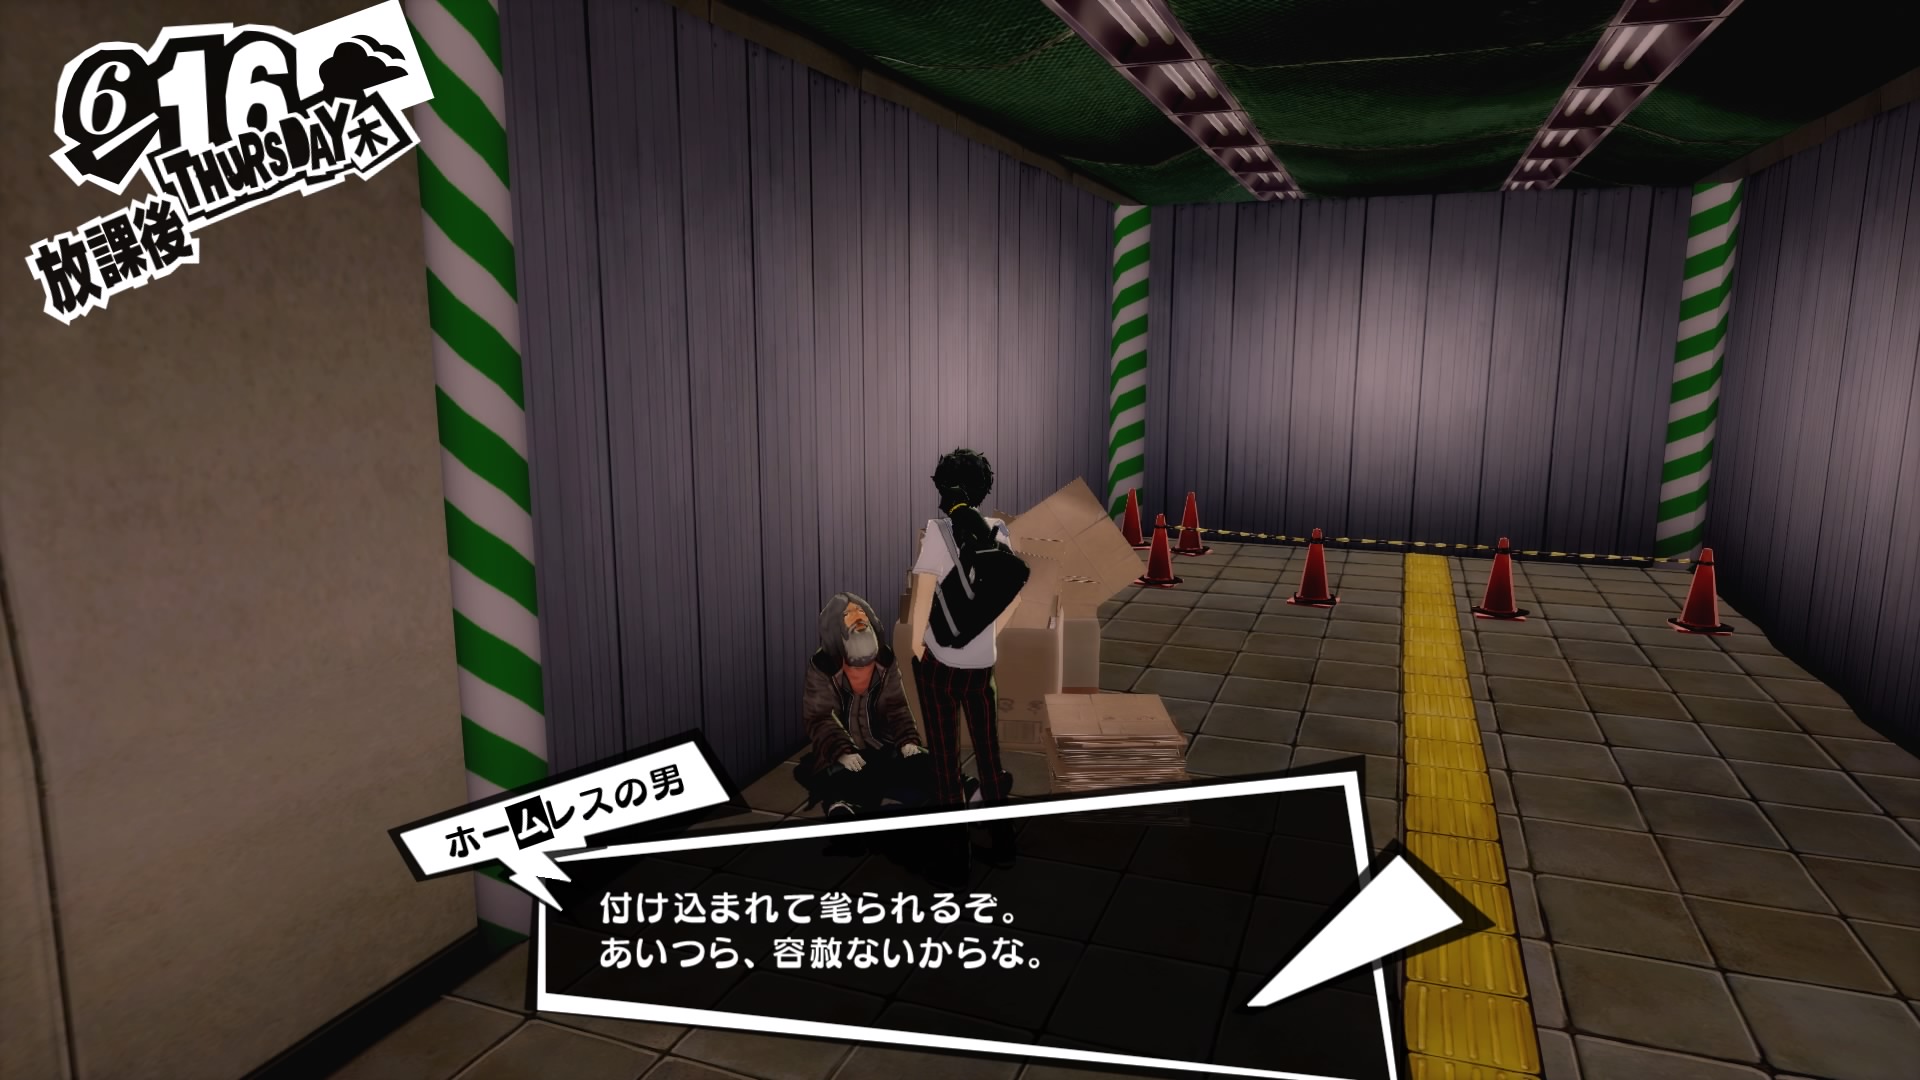 6 16
THURSDAY 木
放課後
ホームレスの男
付け込まれて毟られるぞ。
あいつら、容赦ないからな。